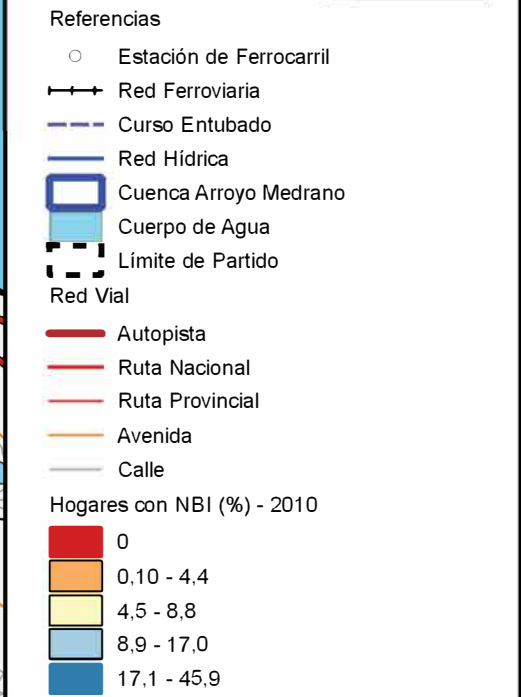 Referencias
Estación de Ferrocarril
Red Ferroviaria
Curso Entubado
Red Hídrica
Cuenca Arroyo Medrano
Cuerpo de Agua
Límite de Partido
Red Vial
Autopista
Ruta Nacional
Ruta Provincial
Avenida
Calle
Hogares con NBI (%) - 2010
0
0,10 - 4,4
4,5 - 8,8
8,9 - 17,0
17,1 - 45,9